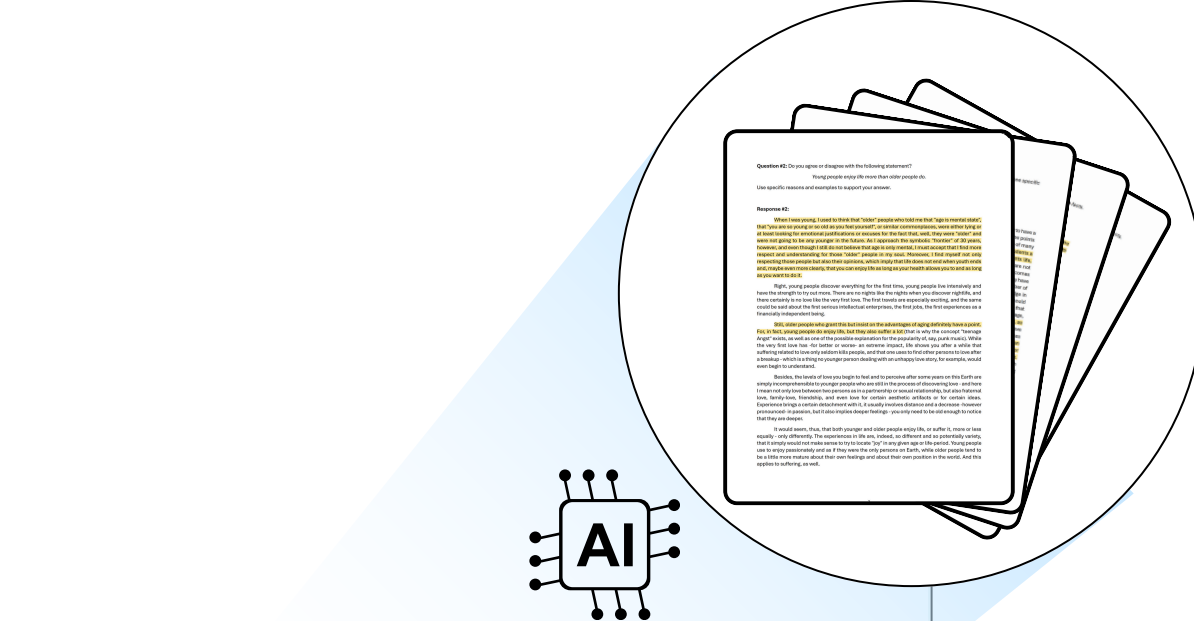 Question #2: Do you agree or disagree with the following statement?
Young people enjoy life more than older people do.
Use specific reasons and examples to support your answer.
Response #2:
When I was young, I used to think that "older" people who told me that "age is mental state",
that "you are so young or so old as you feel yourself", or similar commonplaces, were either lying or
at least looking for emotional justifications or excuses for the fact that, well, they were "older" and
were not going to be any younger in the future. As I approach the symbolic "frontier" of 30 years,
however, and even though I still do not believe that age is only mental, I must accept that I find more
respect and understanding for those "older" people in my soul. Moreover, I find myself not only
respecting those people but also their opinions, which imply that life does not end when youth ends
and, maybe even more clearly, that you can enjoy life as long as your health allows you to and as long
as you want to do it.
Right, young people discover everything for the first time, young people live intensively and
have the strength to try out more. There are no nights like the nights when you discover nightlife, and
there certainly is no love like the very first love. The first travels are especially exciting, and the same
could be said about the first serious intellectual enterprises, the first jobs, the first experiences as a
financially independent being.
Still, older people who grant this but insist on the advantages of aging definitely have a point.
For, in fact, young people do enjoy life, but they also suffer a lot (that is why the concept "teenage
Angst" exists, as well as one of the possible explanation for the popularity of, say, punk music). While
the very first love has -for better or worse- an extreme impact, life shows you after a while that
suffering related to love only seldom kills people, and that one uses to find other persons to love after
a breakup - which is a thing no younger person dealing with an unhappy love story, for example, would
even begin to understand.
Besides, the levels of love you begin to feel and to perceive after some years on this Earth are
simply incomprehensible to younger people who are still in the process of discovering love - and here
I mean not only love between two persons as in a partnership or sexual relationship, but also fraternal
love, family-love, friendship, and even love for certain aesthetic artifacts or for certain ideas.
Experience brings a certain detachment with it, it usually involves distance and a decrease -however
pronounced- in passion, but it also implies deeper feelings - you only need to be old enough to notice
that they are deeper.
It would seem, thus, that both younger and older people enjoy life, or suffer it, more or less
equally - only differently. The experiences in life are, indeed, so different and so potentially variety,
that it simply would not make sense to try to locate "joy" in any given age or life-period. Young people
use to enjoy passionately and as if they were the only persons on Earth, while older people tend to
be a little more mature about their own feelings and about their own position in the world. And this
applies to suffering, as well.
specific
to have a
points
of many
life,
are not
have
of
in
AI